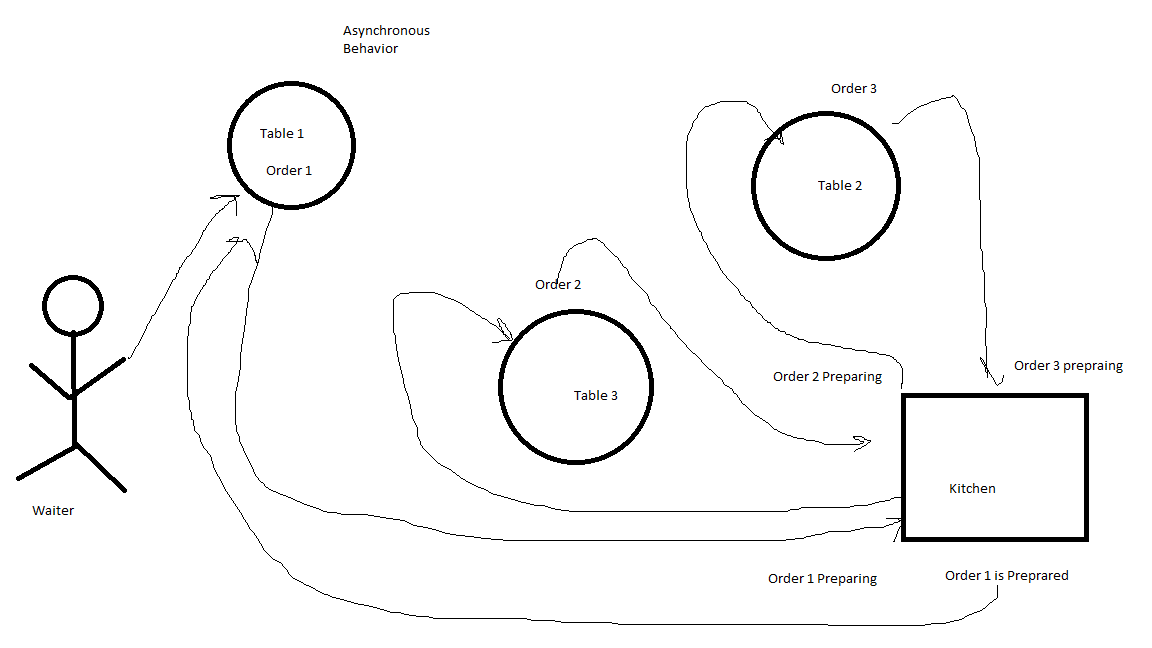 Asynchronous
Behavior
Order 3
Table 1
Order 1
Table 2
Order 2
Order 3 prepraing
Order 2 Preparing
Table 3
Kitchen
Waiter
Order 1 Preparing
Order 1 is Preprared